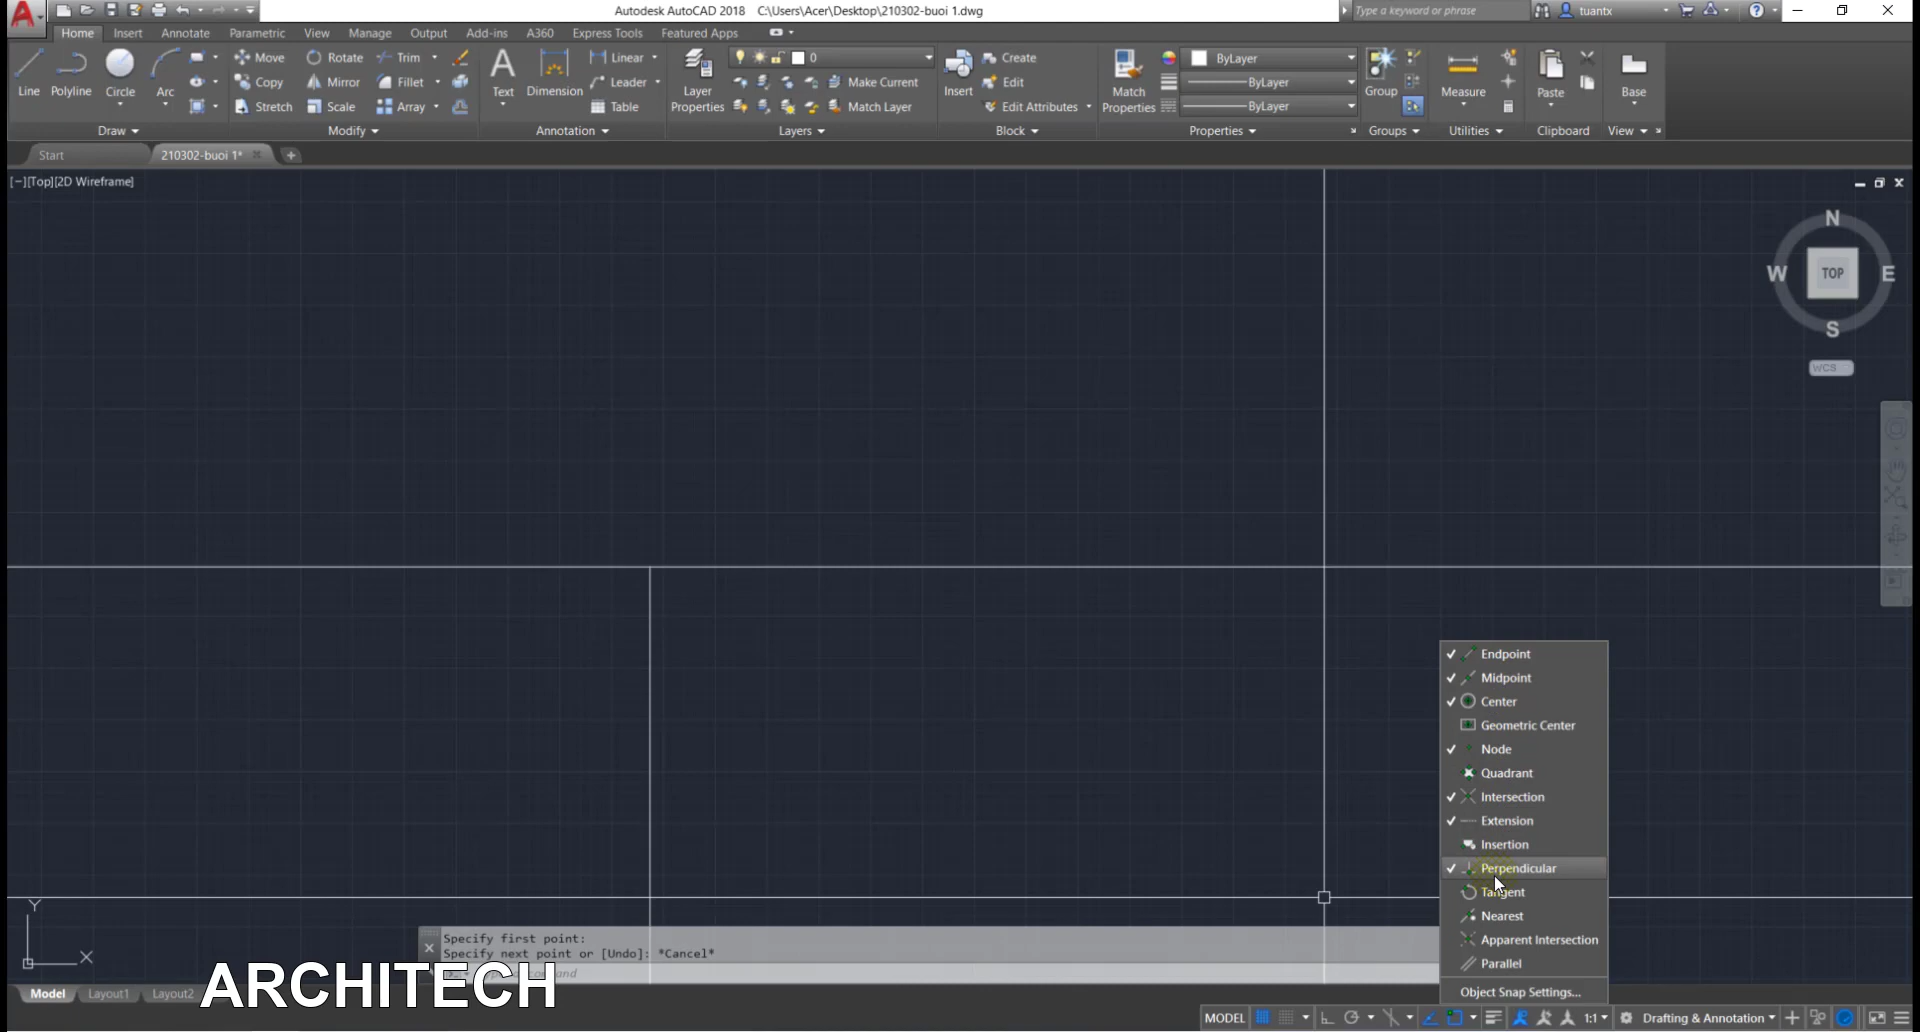 Autodesk AutoCAD 2018 C:\Users\Acer\Desktop\210302-buoi 1.dwg
Type a keyword or phrase
tuantx
Home Insert Annotate Parametric View Manage Output Add-ins A360 Express Tools Featured Apps
Line Polyline Circle Arc
Move Rotate Trim
Copy Mirror Fillet
Stretch Scale Array
Text Dimension
Linear
Leader
Table
Layer Properties
0
Make Current
Match Layer
Insert
Create
Edit
Edit Attributes
Match Properties
ByLayer
ByLayer
ByLayer
Group
Measure
Paste
Base
Draw Modify Annotation Layers Block Properties Groups Utilities Clipboard View
Start 210302-buoi 1*
[−][Top][2D Wireframe]
N
W TOP E
S
WCS
Endpoint
Midpoint
Center
Geometric Center
Node
Quadrant
Intersection
Extension
Insertion
Perpendicular
Tangent
Nearest
Apparent Intersection
Parallel
Object Snap Settings...
Y
X
Specify first point:
Specify next point or [Undo]: *Cancel*
ARCHITECH
Model Layout1 Layout2
MODEL 1:1 Drafting & Annotation